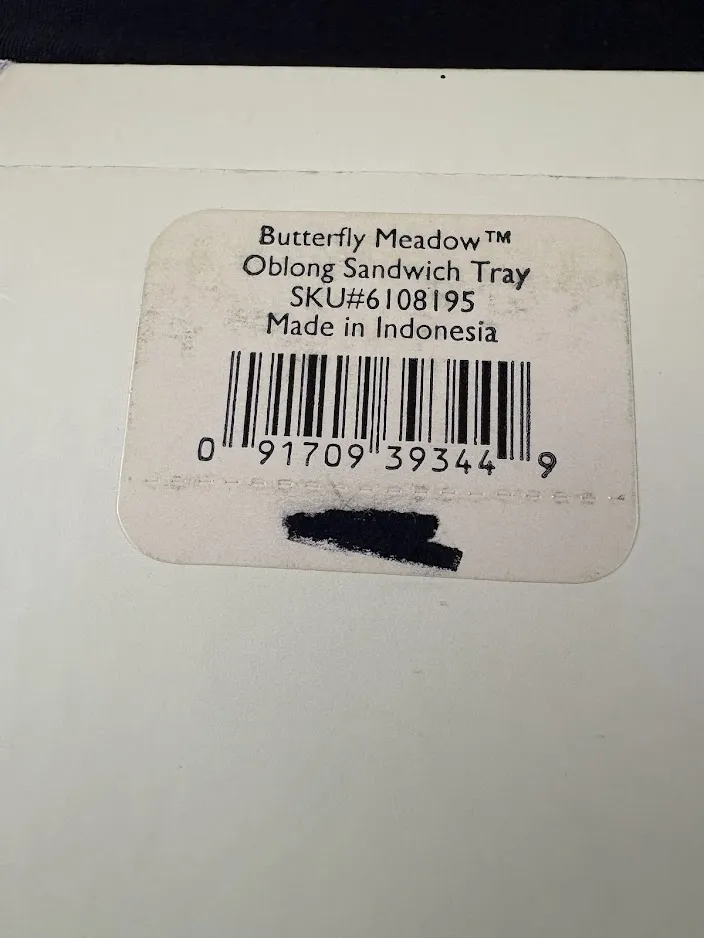 Butterfly Meadow™
Oblong Sandwich Tray
SKU#6108195
Made in Indonesia
0 91709 39344 9